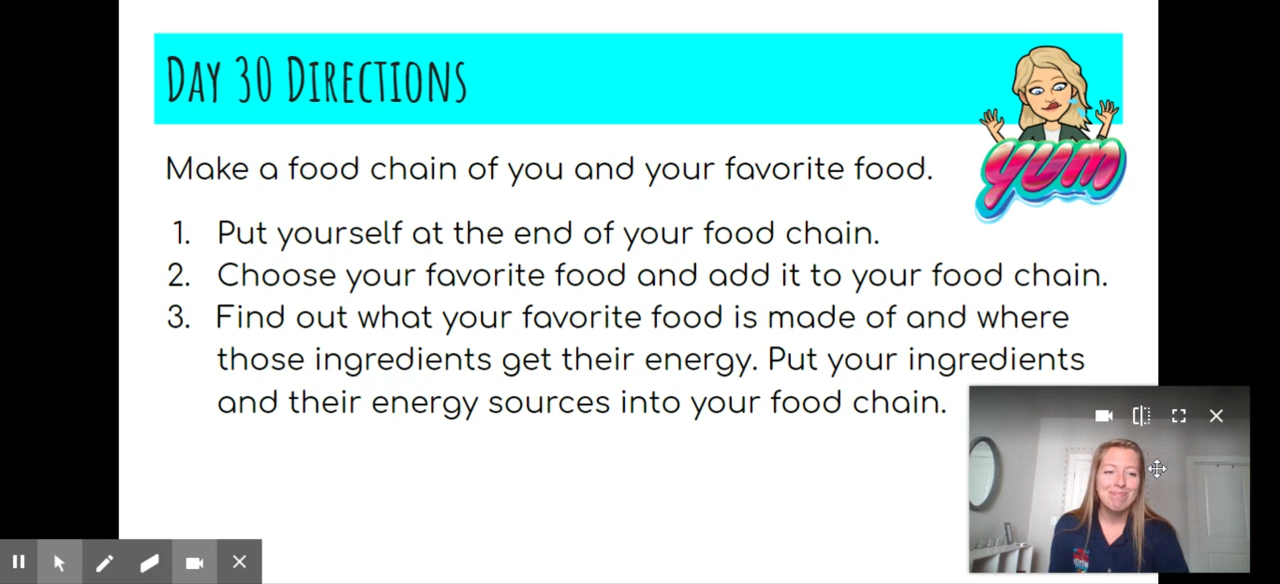 Day 30 Directions
yum
Make a food chain of you and your favorite food.
1. Put yourself at the end of your food chain.
2. Choose your favorite food and add it to your food chain.
3. Find out what your favorite food is made of and where
those ingredients get their energy. Put your ingredients
and their energy sources into your food chain.